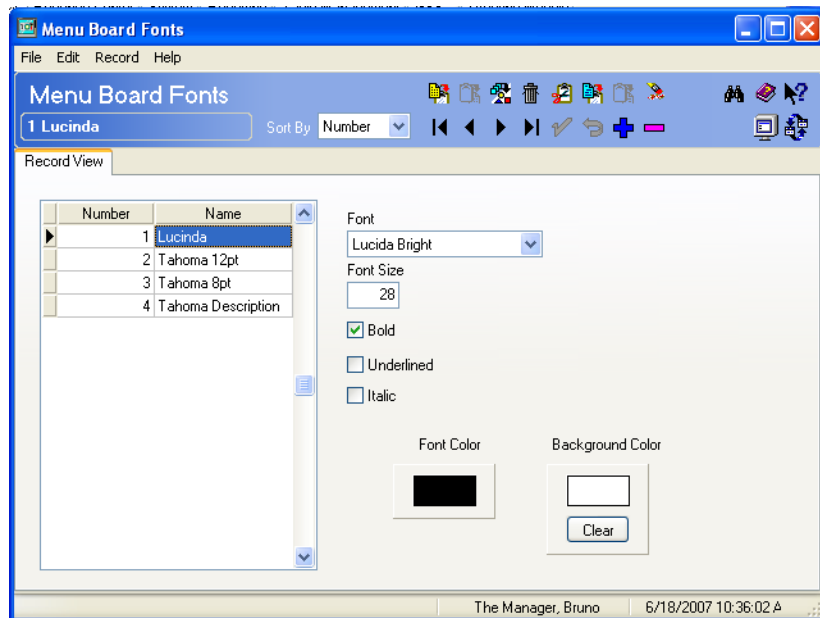 Menu Board Fonts
File Edit Record Help
Menu Board Fonts
1 Lucinda Sort By Number
Record View
Number Name
1 Lucinda
2 Tahoma 12pt
3 Tahoma 8pt
4 Tahoma Description
Font
Lucida Bright
Font Size
28
Bold
Underlined
Italic
Font Color Background Color
Clear
The Manager, Bruno 6/18/2007 10:36:02 A